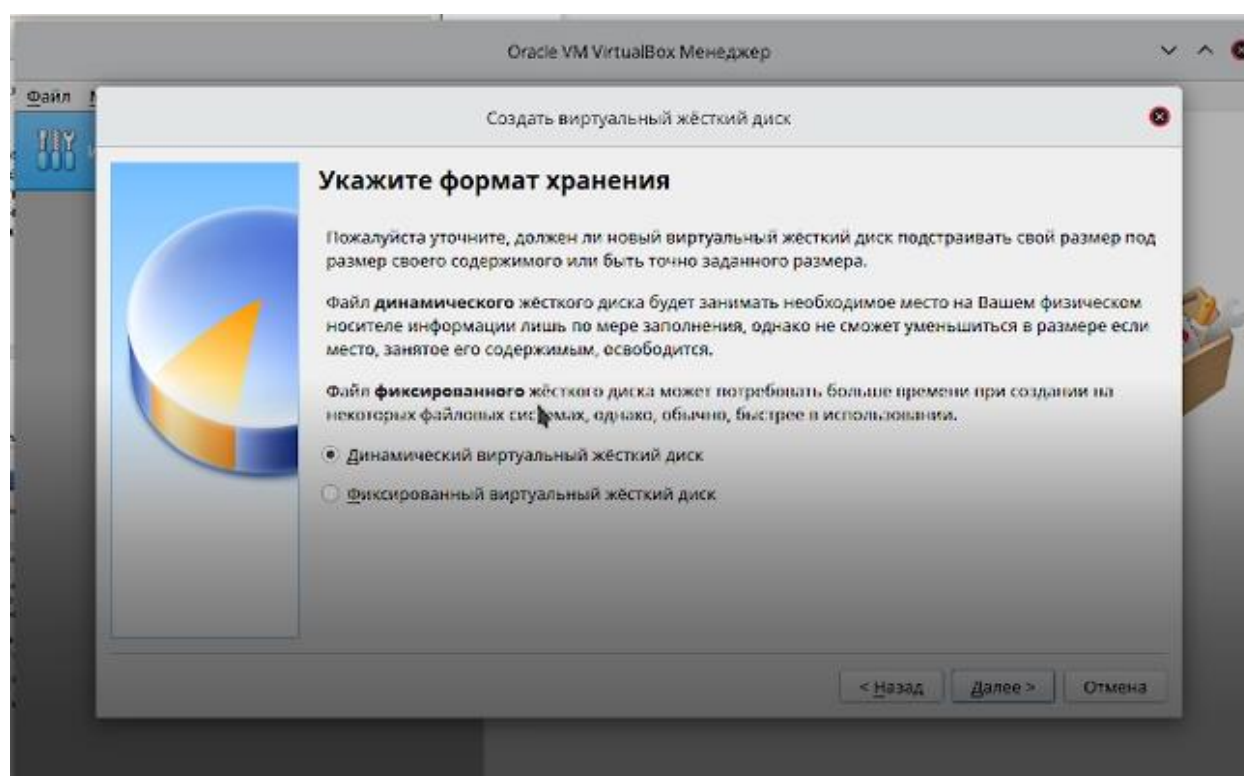 Oracle VM VirtualBox Менеджер
Файл
Создать виртуальный жёсткий диск
Укажите формат хранения
Пожалуйста уточните, должен ли новый виртуальный жёсткий диск подстраивать свой размер под
размер своего содержимого или быть точно заданного размера.
Файл динамического жёсткого диска будет занимать необходимое место на Вашем физическом
носителе информации лишь по мере заполнения, однако не сможет уменьшиться в размере если
место, занятое его содержимым, освободится.
Файл фиксированного жёсткого диска может потребовать больше времени при создании на
некоторых файловых системах, однако, обычно, быстрее в использовании.
Динамический виртуальный жёсткий диск
Фиксированный виртуальный жёсткий диск
< Назад Далее > Отмена